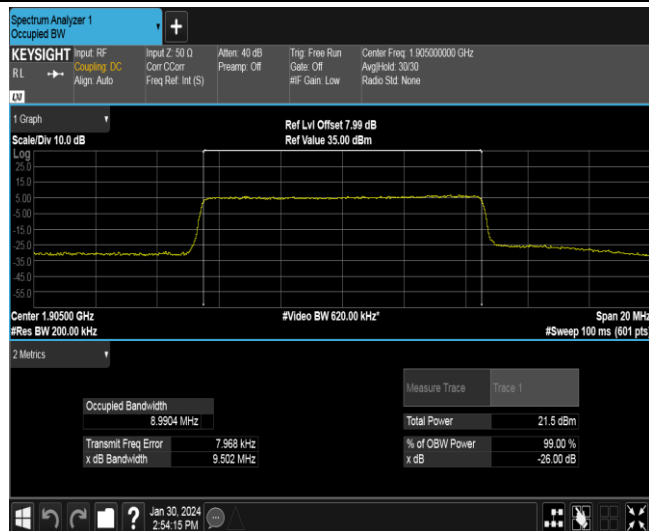 Spectrum Analyzer 1
Occupied BW
+
KEYSIGHT Input: RF Input Z: 50 Ω Atten: 40 dB Trig: Free Run Center Freq: 1.905000000 GHz
RL Coupling: DC Corr CCorr Preamp: Off Gate: Off Avg|Hold: 30/30
Align: Auto Freq Ref: Int (S) #IF Gain: Low Radio Std: None
1 Graph
Ref Lvl Offset 7.99 dB
Scale/Div 10.0 dB Ref Value 35.00 dBm
Log
25.0
15.0
5.00
-5.00
-15.0
-25.0
-35.0
-45.0
-55.0
Center 1.90500 GHz #Video BW 620.00 kHz* Span 20 MHz
#Res BW 200.00 kHz #Sweep 100 ms (601 pts)
2 Metrics
Measure Trace Trace 1
Occupied Bandwidth
8.9904 MHz Total Power 21.5 dBm
Transmit Freq Error 7.968 kHz % of OBW Power 99.00 %
x dB Bandwidth 9.502 MHz x dB -26.00 dB
? Jan 30, 2024
2:54:15 PM